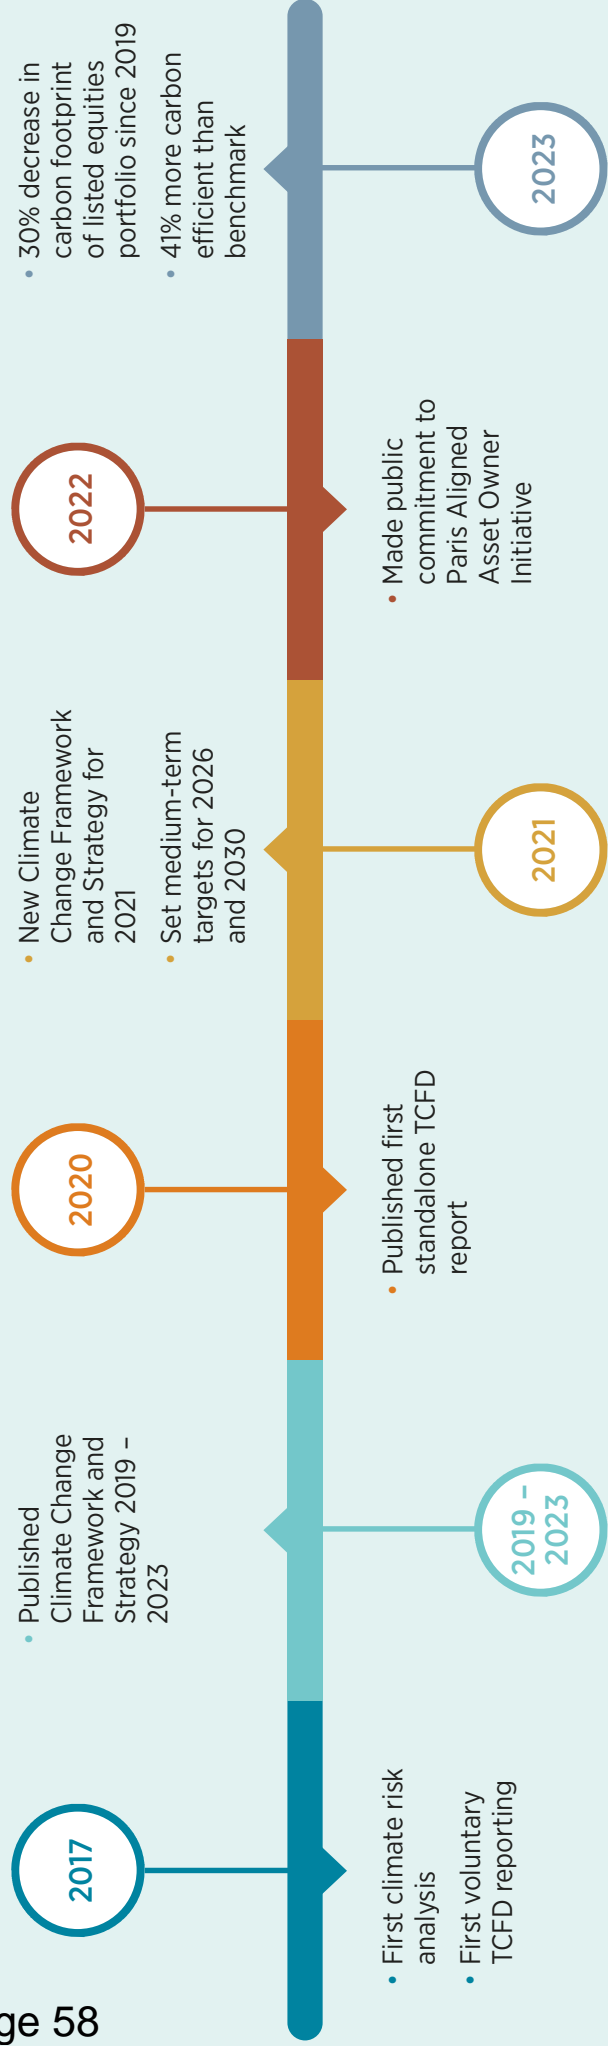 2017
• First climate risk
analysis
• First voluntary
TCFD reporting
2019 –
2023
• Published
Climate Change
Framework and
Strategy 2019 –
2023
2020
• Published first
standalone TCFD
report
2021
• New Climate
Change Framework
and Strategy for
2021
• Set medium-term
targets for 2026
and 2030
2022
• Made public
commitment to
Paris Aligned
Asset Owner
Initiative
2023
• 30% decrease in
carbon footprint
of listed equities
portfolio since 2019
• 41% more carbon
efficient than
benchmark
ge 58